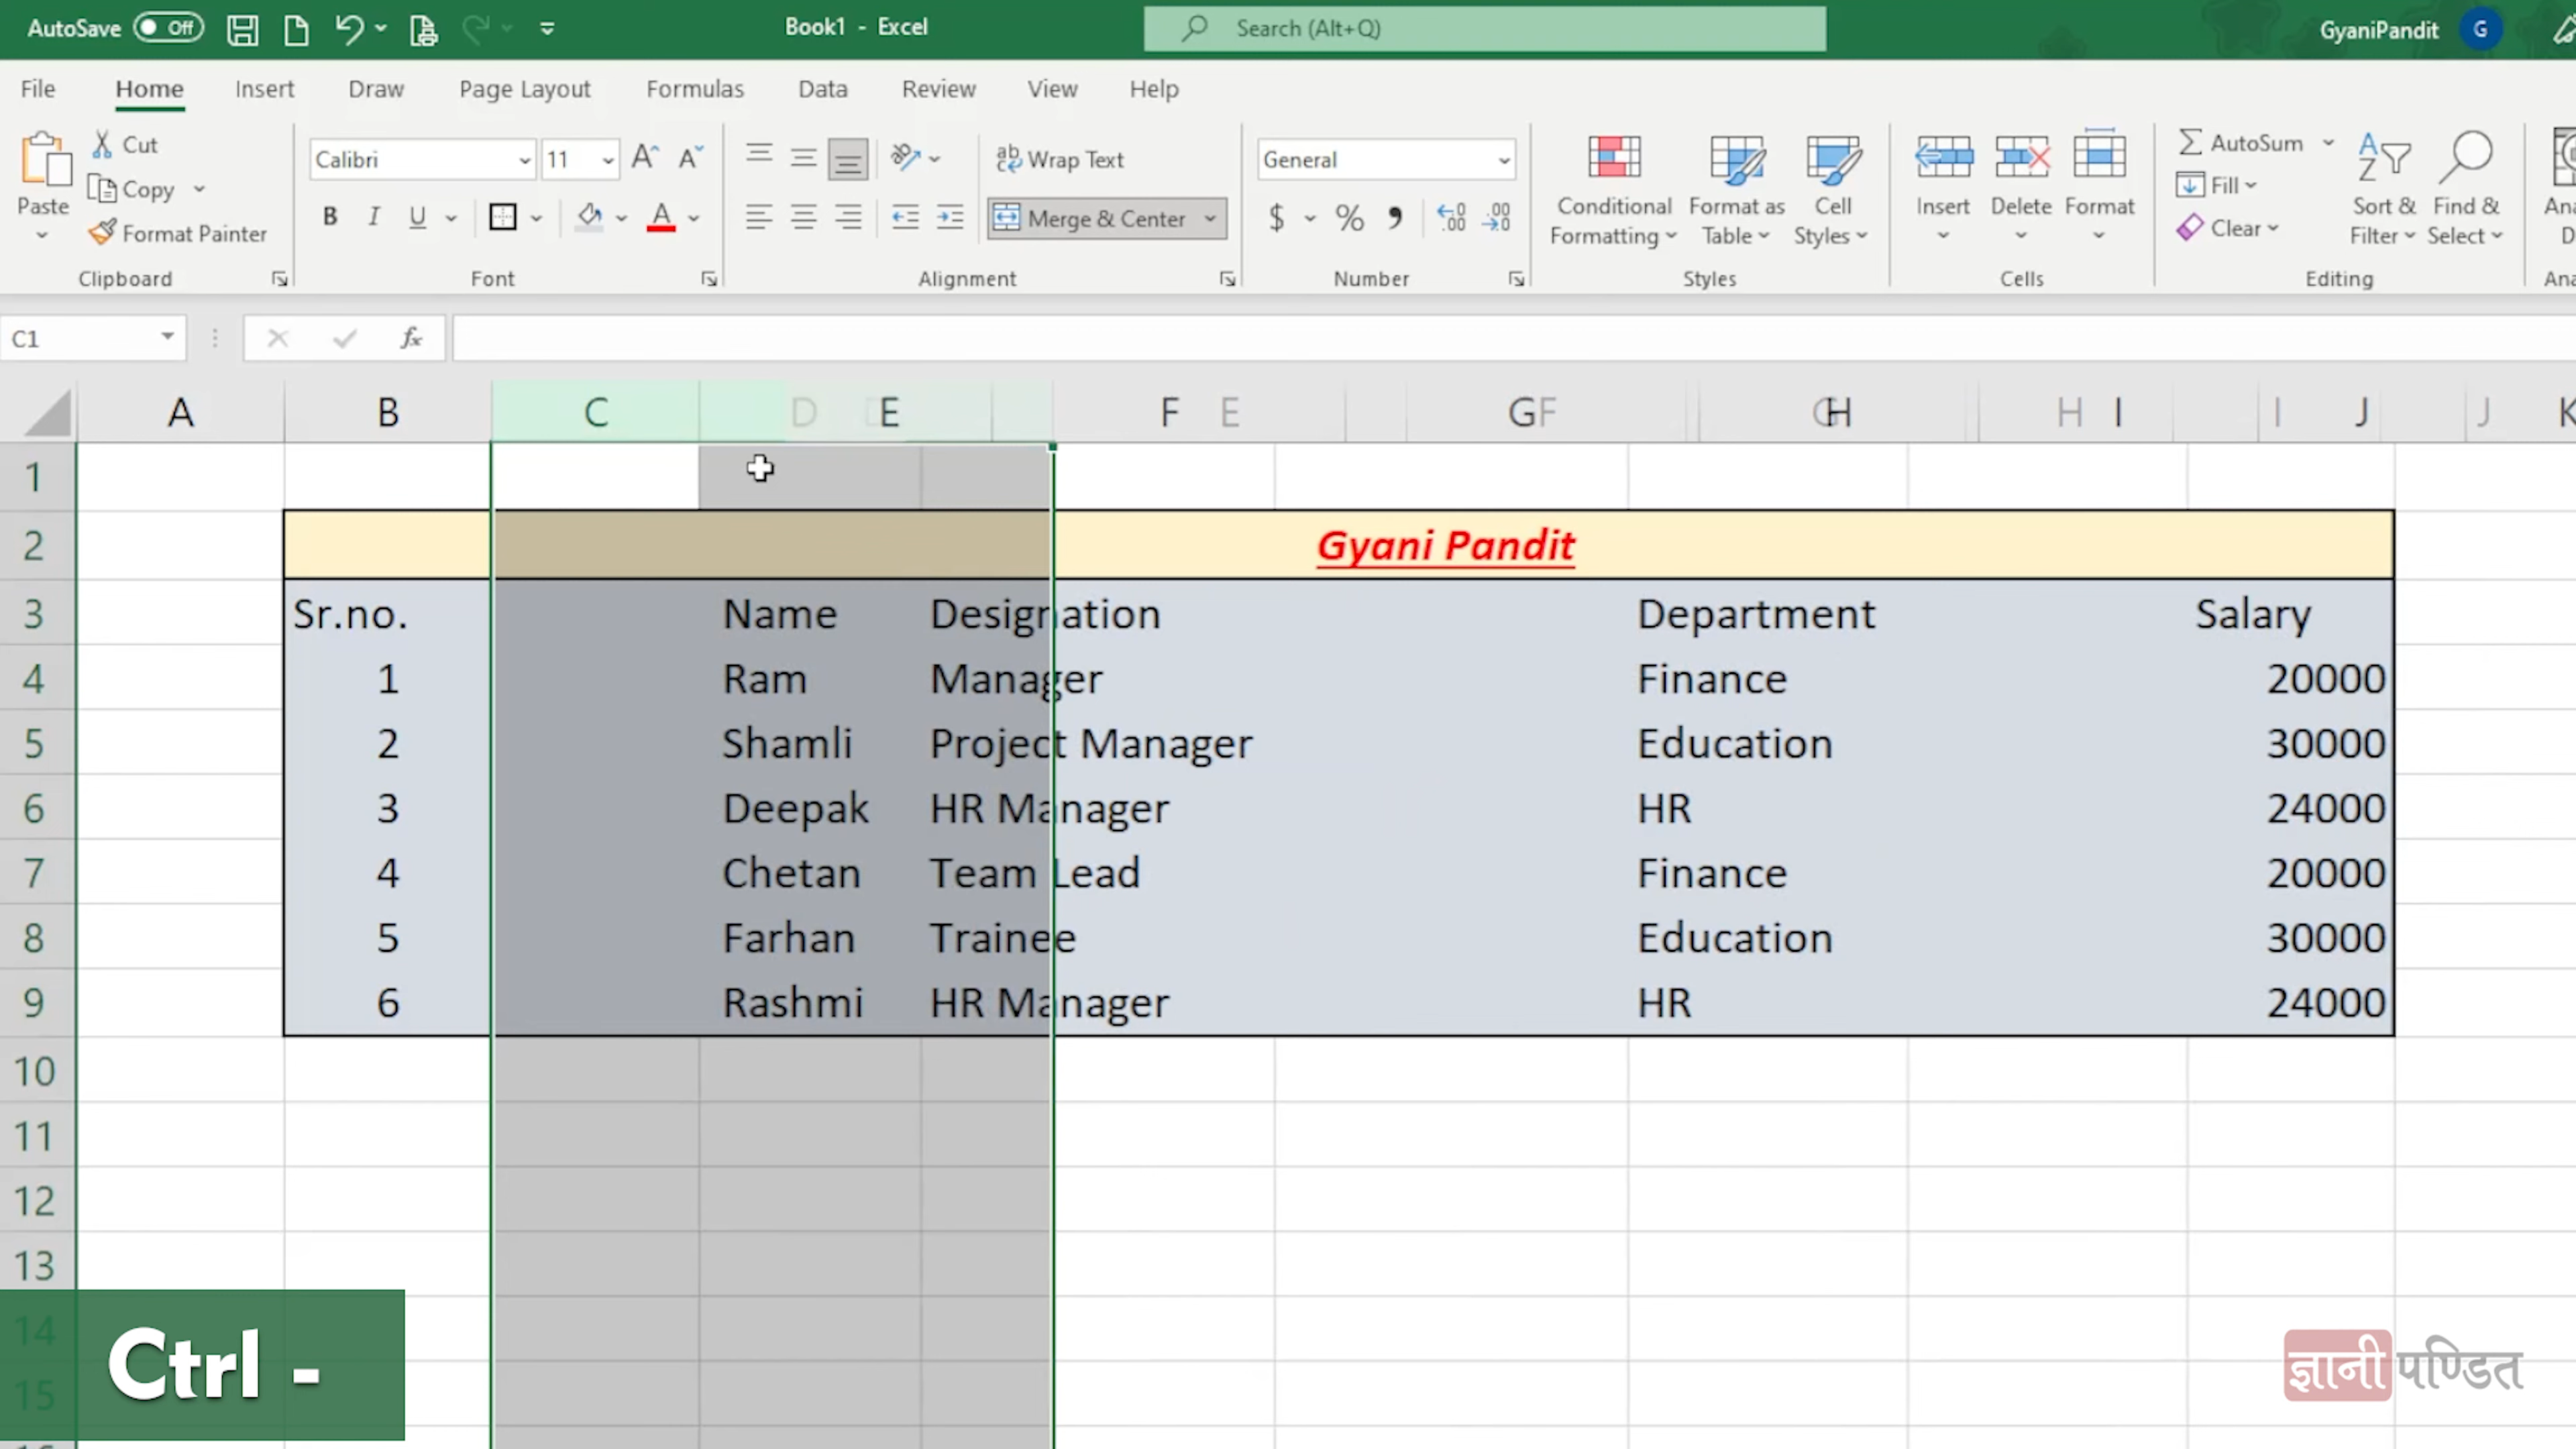 AutoSave Off Book1 - Excel Search (Alt+Q) GyaniPandit G
File Home Insert Draw Page Layout Formulas Data Review View Help
Paste Cut Copy Format Painter Clipboard
Calibri 11 A A B I U A Font
ab Wrap Text Merge & Center Alignment
General $ % , .00 .00 Number
Conditional Formatting Format as Table Cell Styles Styles
Insert Delete Format Cells
AutoSum Fill Clear Sort & Filter Find & Select Editing
C1 fx
A B C D E F E G F H H I I J J K
1
2 Gyani Pandit
3 Sr.no. Name Designation Department Salary
4 1 Ram Manager Finance 20000
5 2 Shamli Project Manager Education 30000
6 3 Deepak HR Manager HR 24000
7 4 Chetan Team Lead Finance 20000
8 5 Farhan Trainee Education 30000
9 6 Rashmi HR Manager HR 24000
10
11
12
13
14
15
Ctrl -
ज्ञानी पण्डित